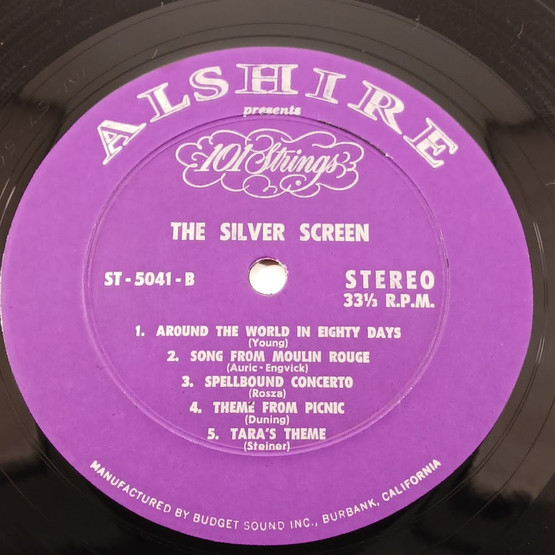 ALSHIRE
presents
101 Strings
THE SILVER SCREEN
ST-5041-B
STEREO
33⅓ R.P.M.
1. AROUND THE WORLD IN EIGHTY DAYS
(Young)
2. SONG FROM MOULIN ROUGE
(Auric-Engvick)
3. SPELLBOUND CONCERTO
(Rosza)
4. THEME FROM PICNIC
(Duning)
5. TARA'S THEME
(Steiner)
MANUFACTURED BY BUDGET SOUND INC., BURBANK, CALIFORNIA